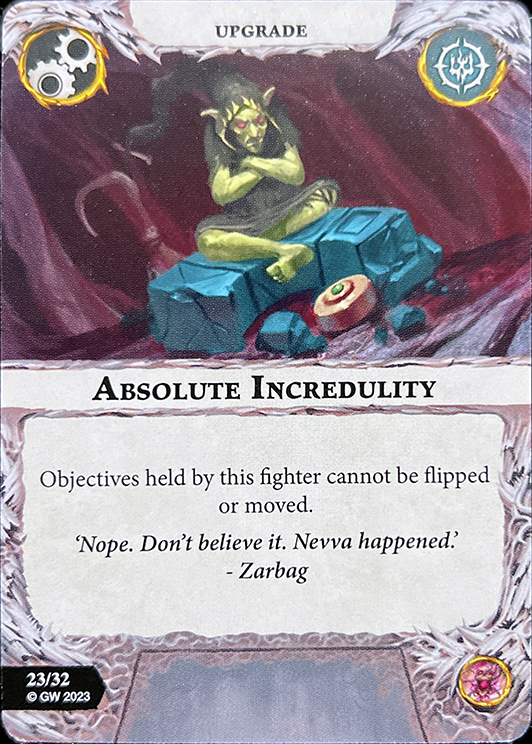 UPGRADE
ABSOLUTE INCREDULITY
Objectives held by this fighter cannot be flipped
or moved.
‘Nope. Don’t believe it. Nevva happened.’
- Zarbag
23/32
© GW 2023